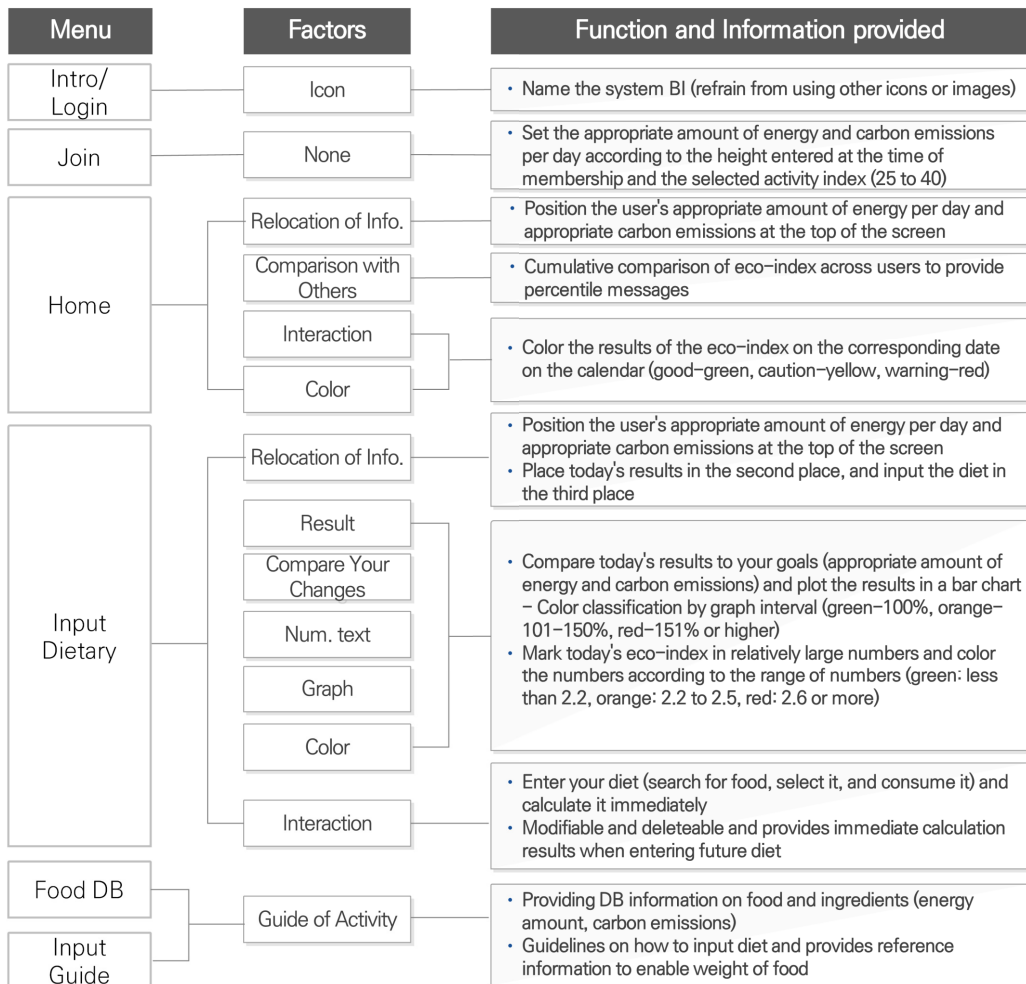 Menu
Factors
Function and Information provided
Intro/
Login
Icon
• Name the system BI (refrain from using other icons or images)
Join
None
• Set the appropriate amount of energy and carbon emissions
per day according to the height entered at the time of
membership and the selected activity index (25 to 40)
Home
Relocation of Info.
• Position the user's appropriate amount of energy per day and
appropriate carbon emissions at the top of the screen
Comparison with
Others
• Cumulative comparison of eco-index across users to provide
percentile messages
Interaction
Color
• Color the results of the eco-index on the corresponding date
on the calendar (good-green, caution-yellow, warning-red)
Input
Dietary
Relocation of Info.
• Position the user's appropriate amount of energy per day and
appropriate carbon emissions at the top of the screen
• Place today's results in the second place, and input the diet in
the third place
Result
Compare Your
Changes
Num. text
Graph
Color
• Compare today's results to your goals (appropriate amount of
energy and carbon emissions) and plot the results in a bar chart
- Color classification by graph interval (green-100%, orange-
101-150%, red-151% or higher)
• Mark today's eco-index in relatively large numbers and color
the numbers according to the range of numbers (green: less
than 2.2, orange: 2.2 to 2.5, red: 2.6 or more)
Interaction
• Enter your diet (search for food, select it, and consume it) and
calculate it immediately
• Modifiable and deleteable and provides immediate calculation
results when entering future diet
Food DB
Input
Guide
Guide of Activity
• Providing DB information on food and ingredients (energy
amount, carbon emissions)
• Guidelines on how to input diet and provides reference
information to enable weight of food